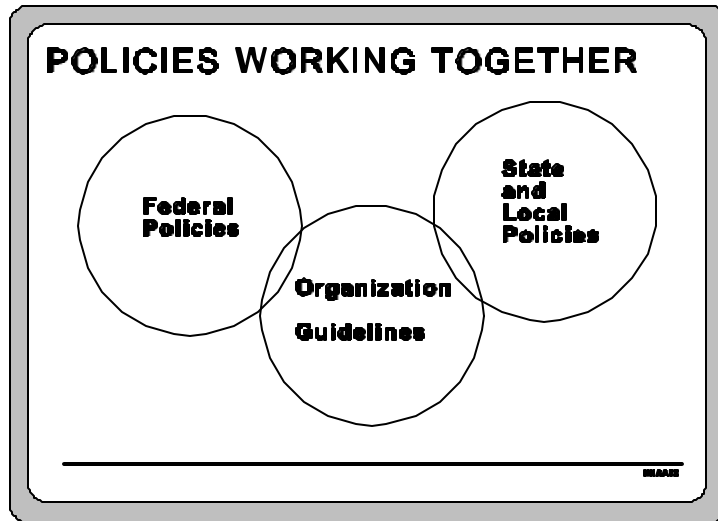 POLICIES WORKING TOGETHER
Federal
Policies
State
and
Local
Policies
Organization
Guidelines